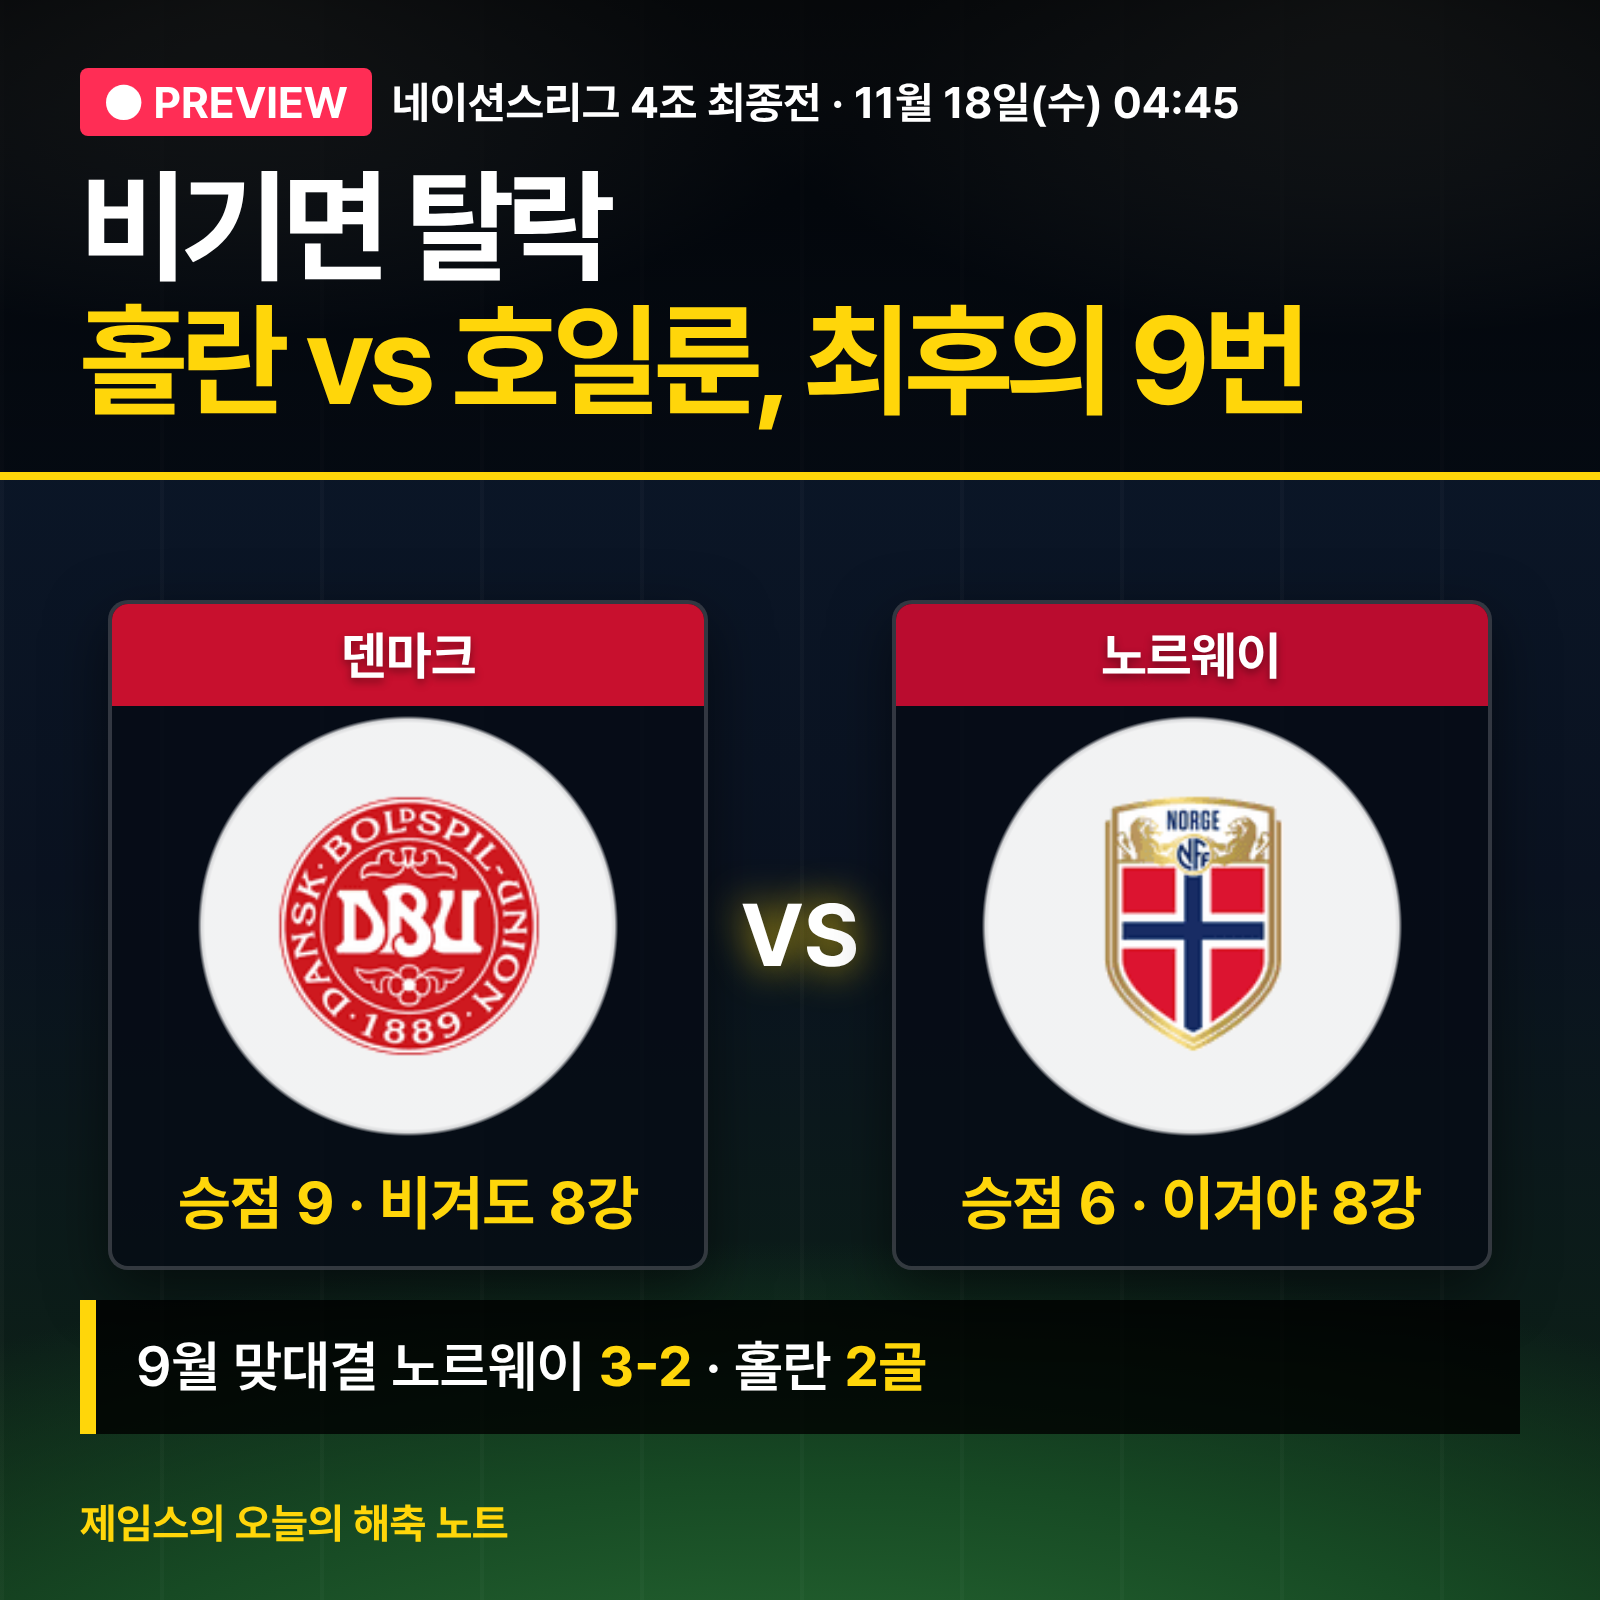 PREVIEW 네이션스리그 4조 최종전 · 11월 18일(수) 04:45
비기면 탈락
홀란 vs 호일룬, 최후의 9번
덴마크
DANSK · BOLDSPIL-UNION · 1889 ·
DBU
승점 9 · 비겨도 8강
VS
노르웨이
NORGE
NFF
승점 6 · 이겨야 8강
9월 맞대결 노르웨이 3-2 · 홀란 2골
제임스의 오늘의 해축 노트